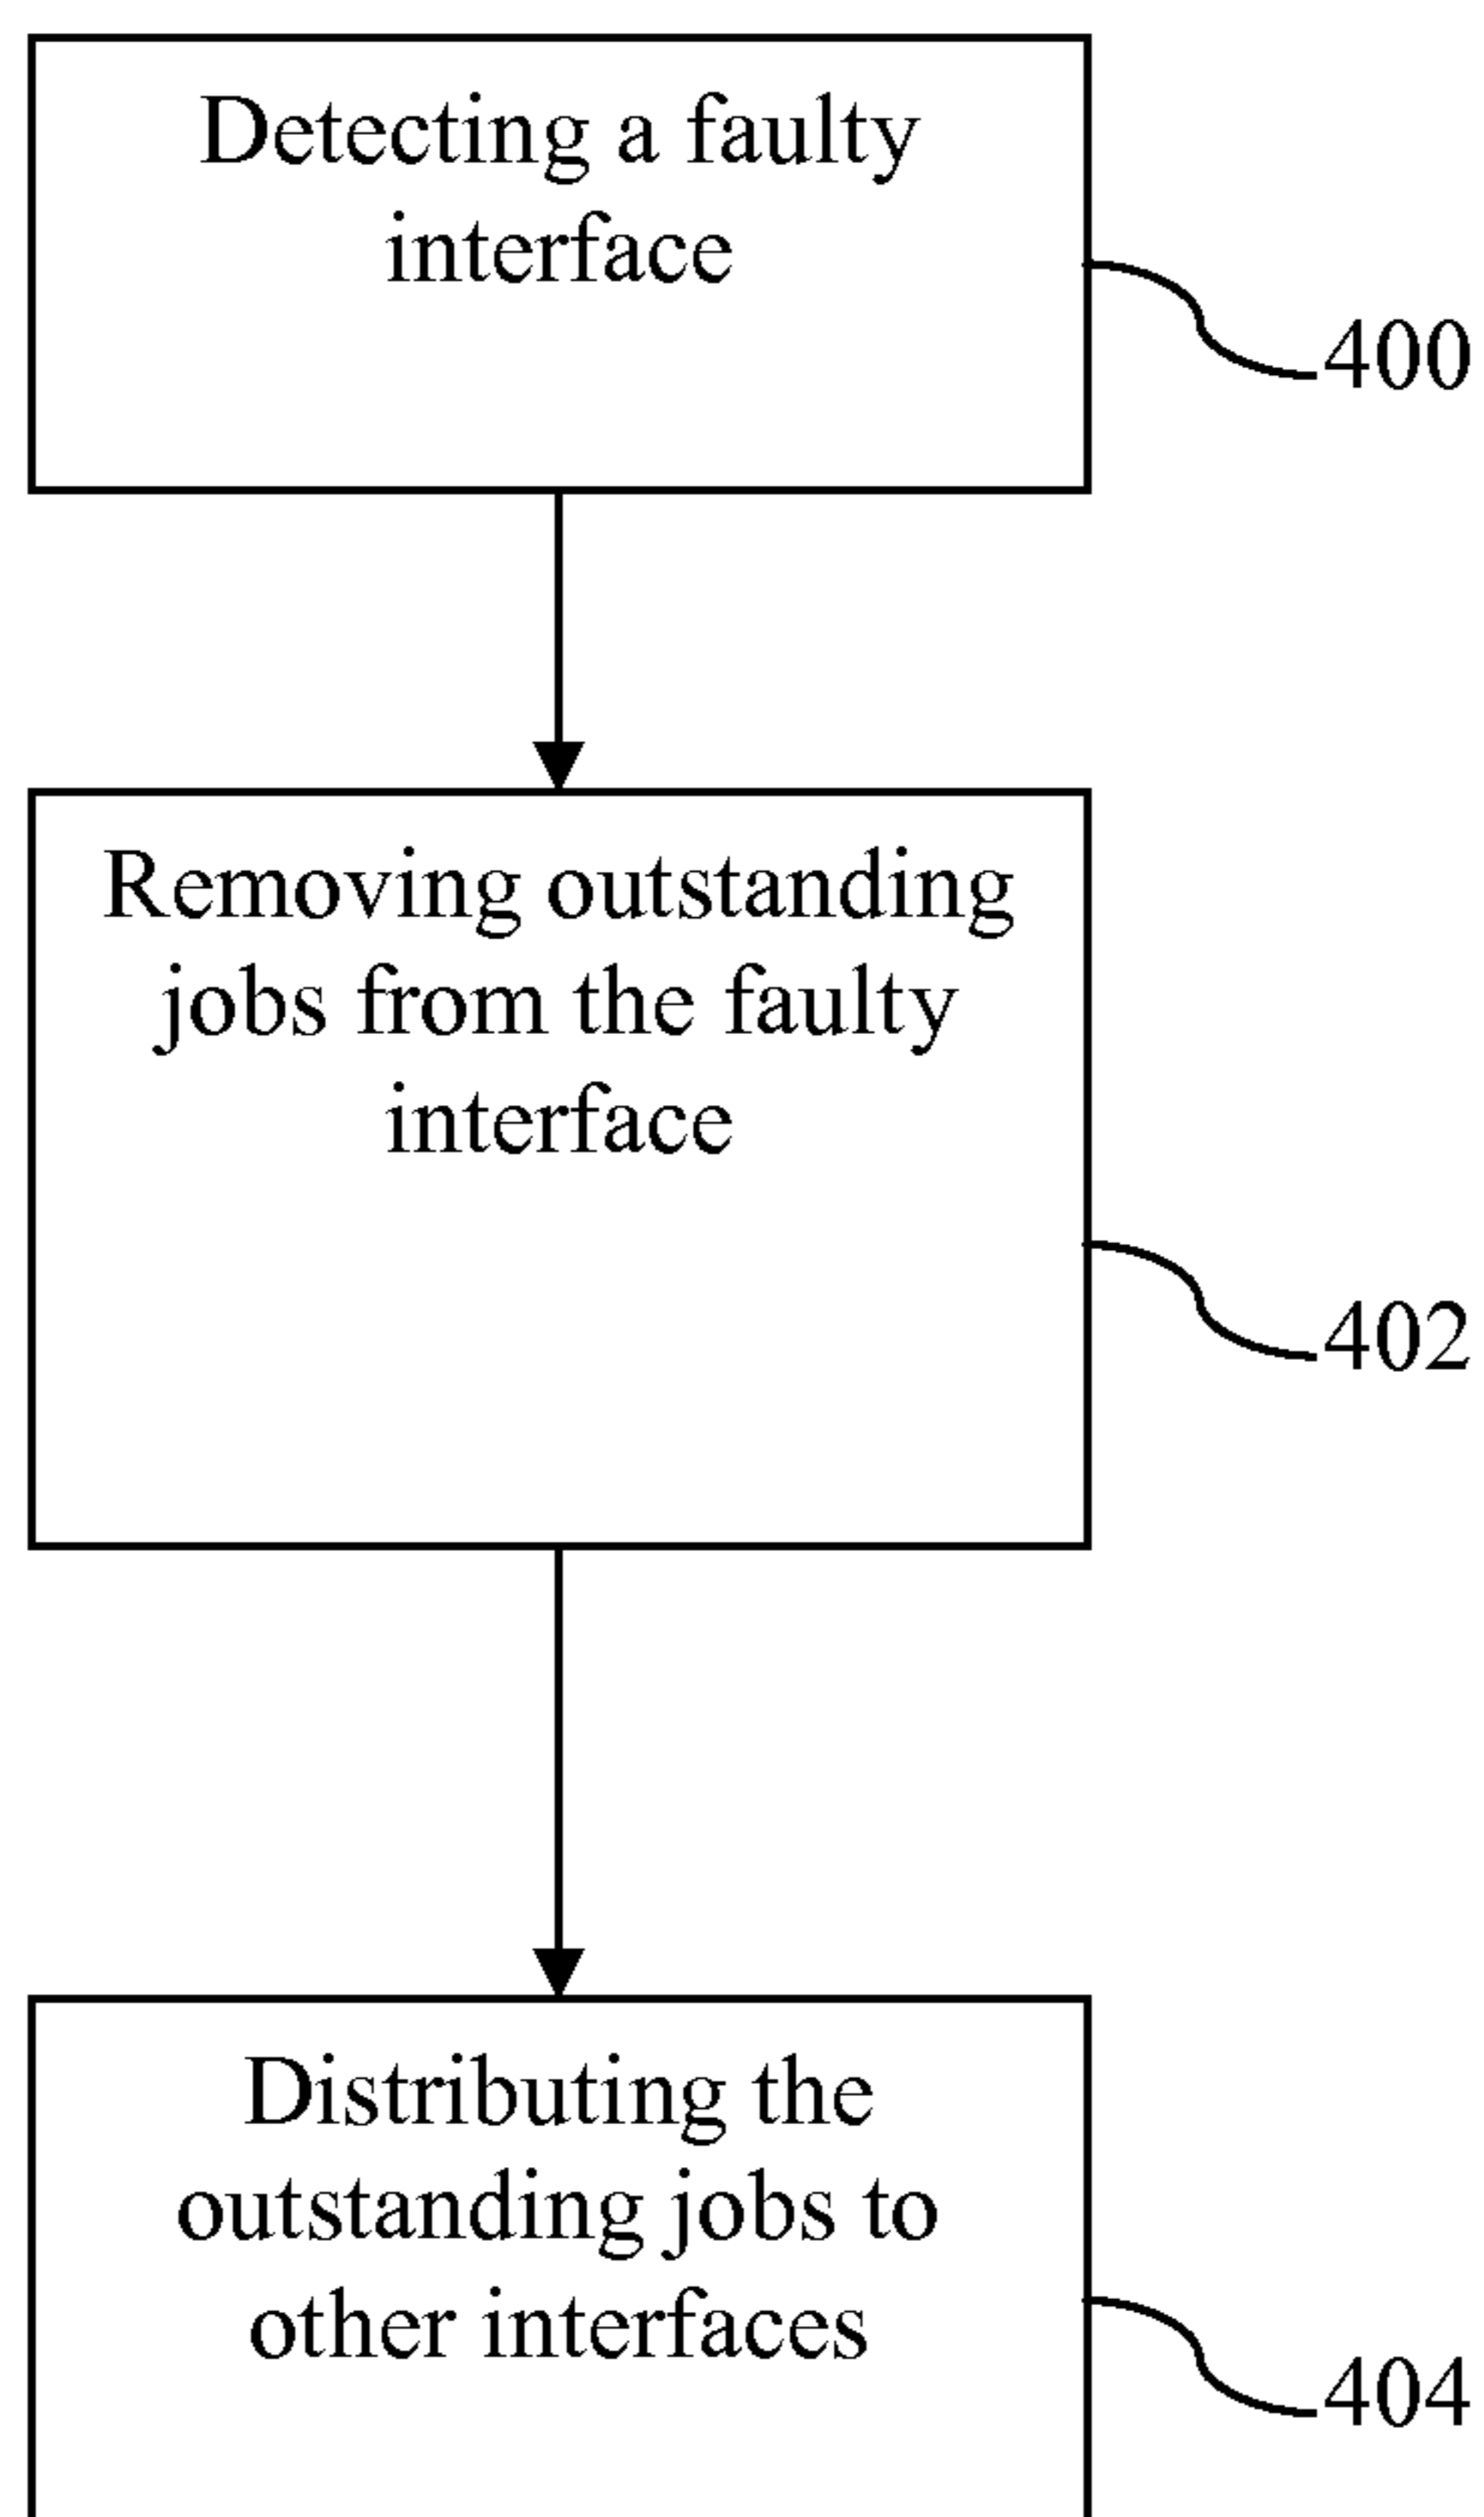 Detecting a faulty
interface
400
Removing outstanding
jobs from the faulty
interface
402
Distributing the
outstanding jobs to
other interfaces
404